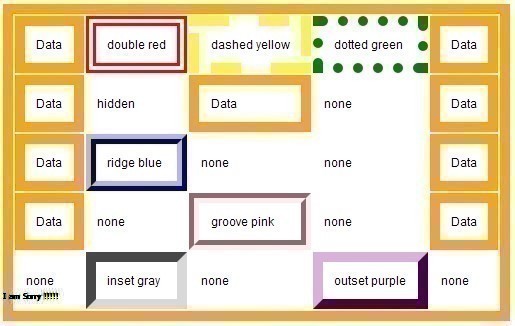 Data double red dashed yellow dotted green Data
Data hidden Data none Data
Data ridge blue none none Data
Data none groove pink none Data
none inset gray none outset purple none
I am Sorry !!!!!